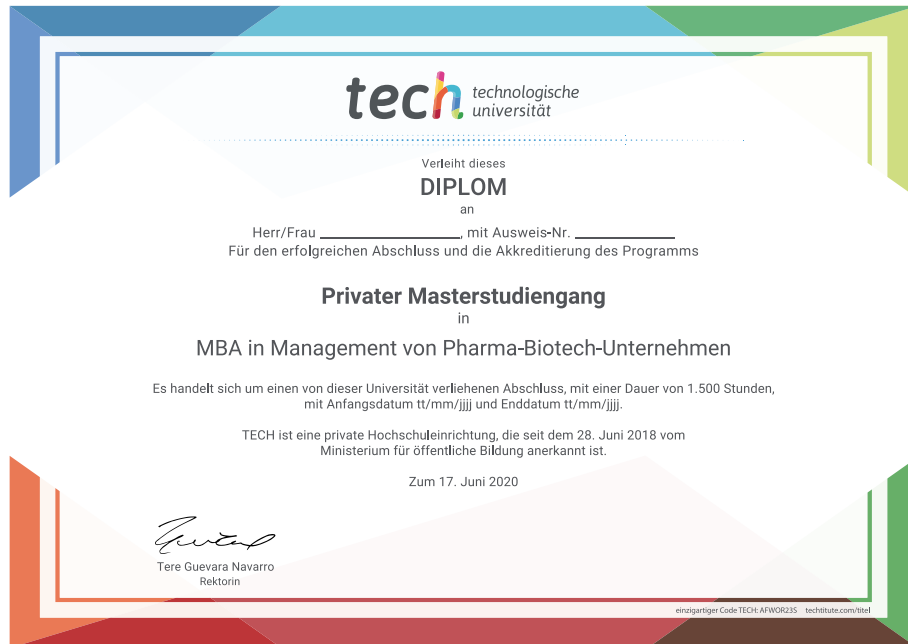 tech technologische
universität
Verleiht dieses
DIPLOM
an
Herr/Frau ____________________, mit Ausweis-Nr. ______________
Für den erfolgreichen Abschluss und die Akkreditierung des Programms
Privater Masterstudiengang
in
MBA in Management von Pharma-Biotech-Unternehmen
Es handelt sich um einen von dieser Universität verliehenen Abschluss, mit einer Dauer von 1.500 Stunden,
mit Anfangsdatum tt/mm/jjjj und Enddatum tt/mm/jjjj.
TECH ist eine private Hochschuleinrichtung, die seit dem 28. Juni 2018 vom
Ministerium für öffentliche Bildung anerkannt ist.
Zum 17. Juni 2020
Tere Guevara Navarro
Rektorin
einzigartiger Code TECH: AFWOR23S techtitute.com/titel